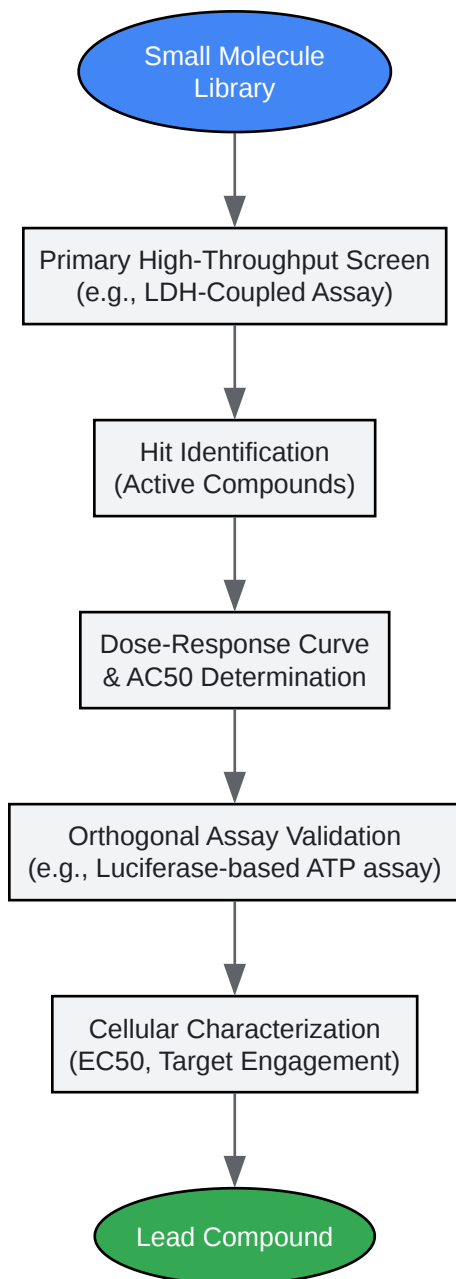 Small Molecule
Library
Primary High-Throughput Screen
(e.g., LDH-Coupled Assay)
Hit Identification
(Active Compounds)
Dose-Response Curve
& AC50 Determination
Orthogonal Assay Validation
(e.g., Luciferase-based ATP assay)
Cellular Characterization
(EC50, Target Engagement)
Lead Compound